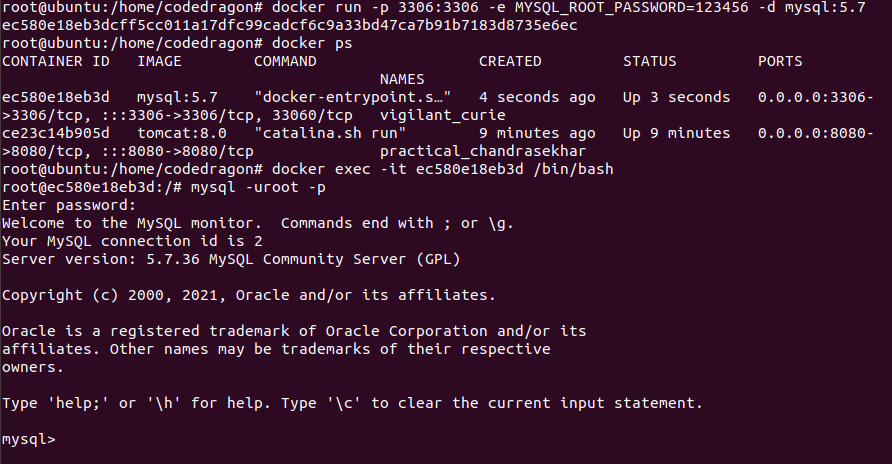 root@ubuntu:/home/codedragon# docker run -p 3306:3306 -e MYSQL_ROOT_PASSWORD=123456 -d mysql:5.7
ec580e18eb3dcff5cc011a17dfc99cadcf6c9a33bd47ca7b91b7183d8735e6ec
root@ubuntu:/home/codedragon# docker ps
CONTAINER ID   IMAGE        COMMAND                  CREATED         STATUS         PORTS
                                          NAMES
ec580e18eb3d   mysql:5.7    "docker-entrypoint.s…"   4 seconds ago   Up 3 seconds   0.0.0.0:3306-
>3306/tcp, :::3306->3306/tcp, 33060/tcp   vigilant_curie
ce23c14b905d   tomcat:8.0   "catalina.sh run"        9 minutes ago   Up 9 minutes   0.0.0.0:8080-
>8080/tcp, :::8080->8080/tcp              practical_chandrasekhar
root@ubuntu:/home/codedragon# docker exec -it ec580e18eb3d /bin/bash
root@ec580e18eb3d:/# mysql -uroot -p
Enter password:
Welcome to the MySQL monitor.  Commands end with ; or \g.
Your MySQL connection id is 2
Server version: 5.7.36 MySQL Community Server (GPL)

Copyright (c) 2000, 2021, Oracle and/or its affiliates.

Oracle is a registered trademark of Oracle Corporation and/or its
affiliates. Other names may be trademarks of their respective
owners.

Type 'help;' or '\h' for help. Type '\c' to clear the current input statement.

mysql>